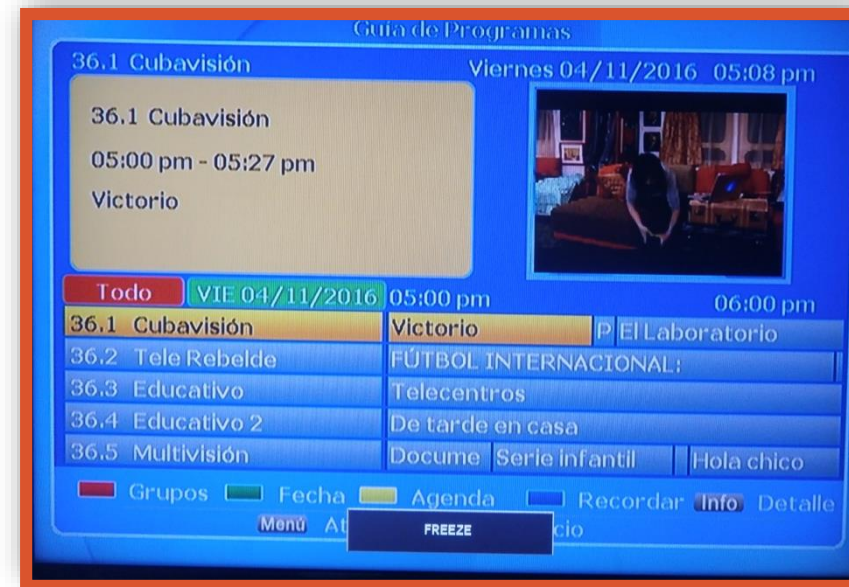 Guía de Programas
36.1 Cubavisión
Viernes 04/11/2016 05:08 pm
36.1 Cubavisión
05:00 pm - 05:27 pm
Victorio
Todo VIE 04/11/2016 05:00 pm 06:00 pm
36.1 Cubavisión Victorio P El Laboratorio
36.2 Tele Rebelde FÚTBOL INTERNACIONAL:
36.3 Educativo Telecentros
36.4 Educativo 2 De tarde en casa
36.5 Multivisión Docume Serie infantil Hola chico
Grupos Fecha Agenda Recordar Info Detalle
Menú At FREEZE cio